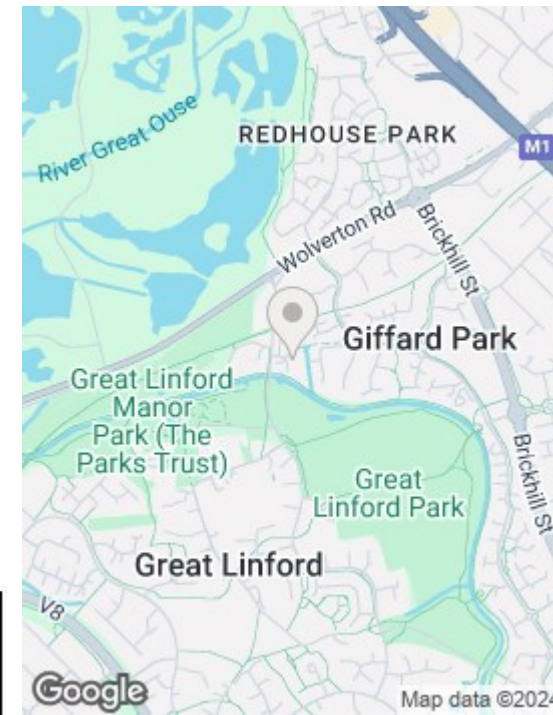 River Great Ouse
REDHOUSE PARK
M1
Wolverton Rd
Brickhill St
Giffard Park
Great Linford
Manor
Park (The
Parks Trust)
Great
Linford Park
Brickhill St
Great Linford
V8
Google
Map data ©2024